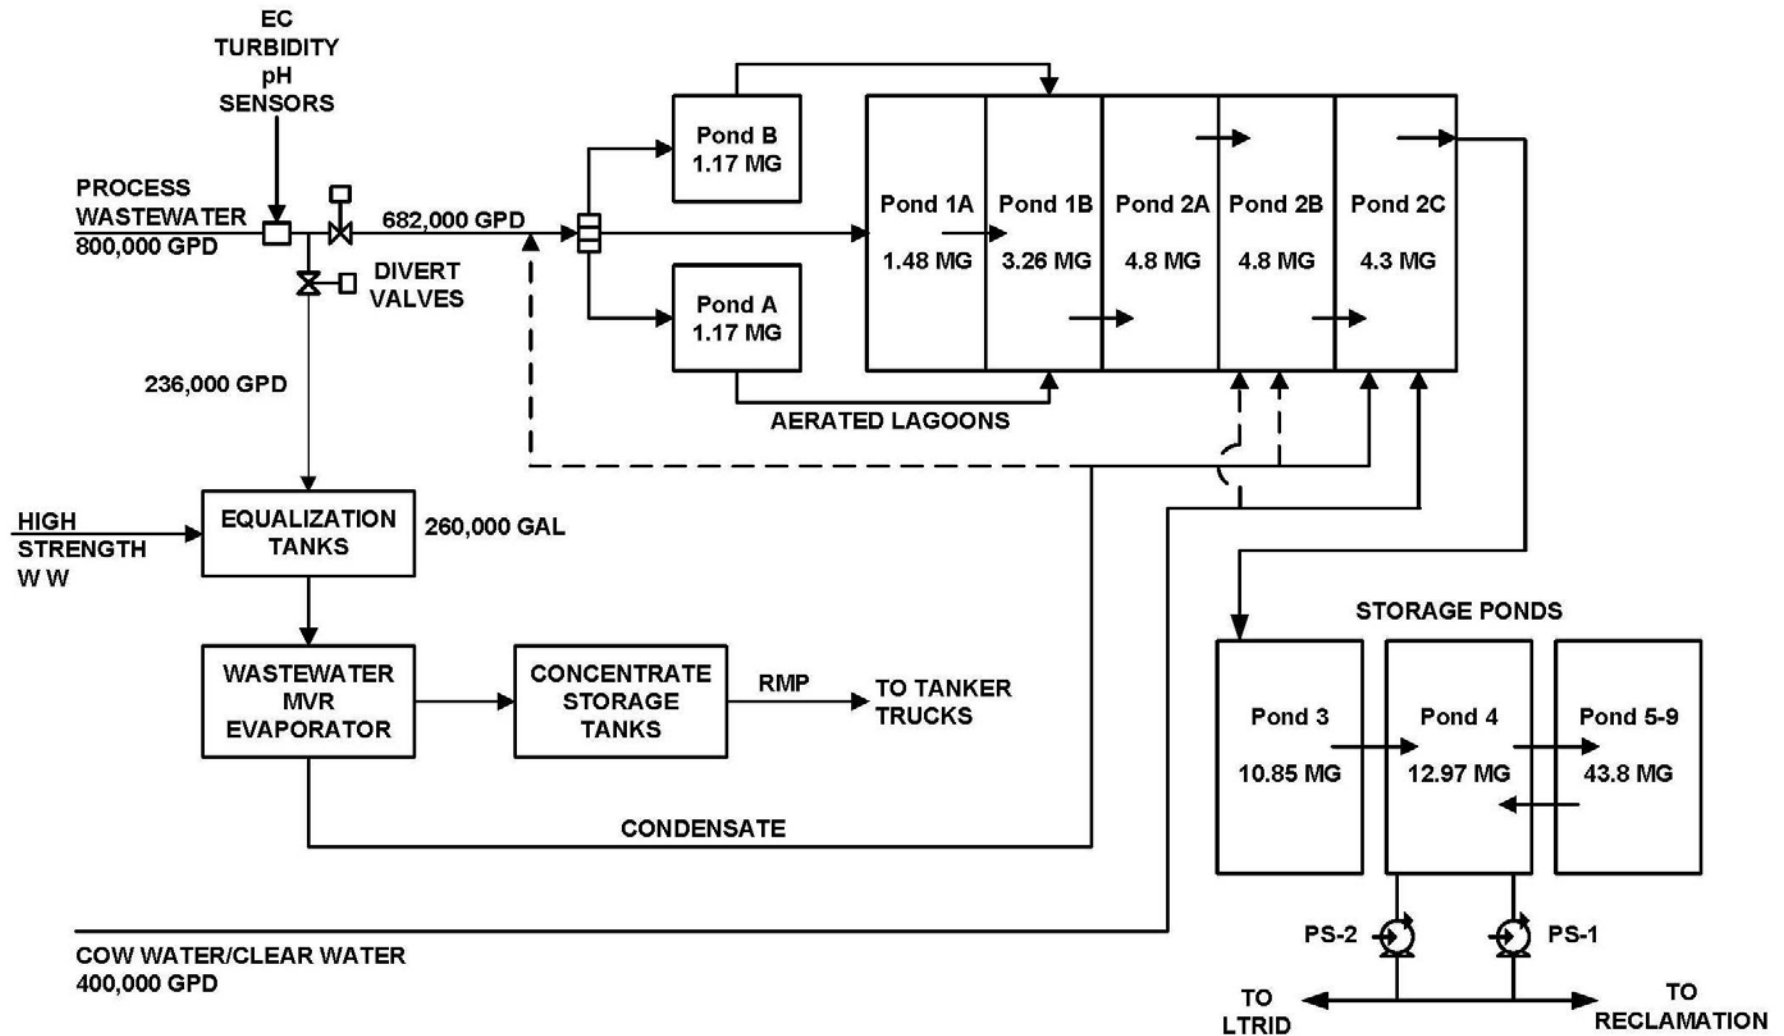 EC
TURBIDITY
pH
SENSORS
PROCESS
WASTEWATER
800,000 GPD
682,000 GPD
DIVERT
VALVES
236,000 GPD
Pond B
1.17 MG
Pond A
1.17 MG
AERATED LAGOONS
Pond 1A
1.48 MG
Pond 1B
3.26 MG
Pond 2A
4.8 MG
Pond 2B
4.8 MG
Pond 2C
4.3 MG
HIGH
STRENGTH
W W
EQUALIZATION
TANKS
260,000 GAL
WASTEWATER
MVR
EVAPORATOR
CONCENTRATE
STORAGE
TANKS
RMP
TO TANKER
TRUCKS
CONDENSATE
COW WATER/CLEAR WATER
400,000 GPD
STORAGE PONDS
Pond 3
10.85 MG
Pond 4
12.97 MG
Pond 5-9
43.8 MG
PS-2
PS-1
TO
LTRID
TO
RECLAMATION